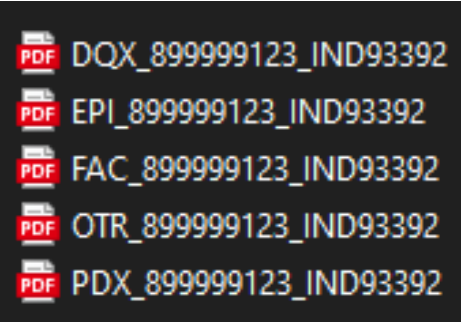 PDF DQX_899999123_IND93392
PDF EPI_899999123_IND93392
PDF FAC_899999123_IND93392
PDF OTR_899999123_IND93392
PDF PDX_899999123_IND93392